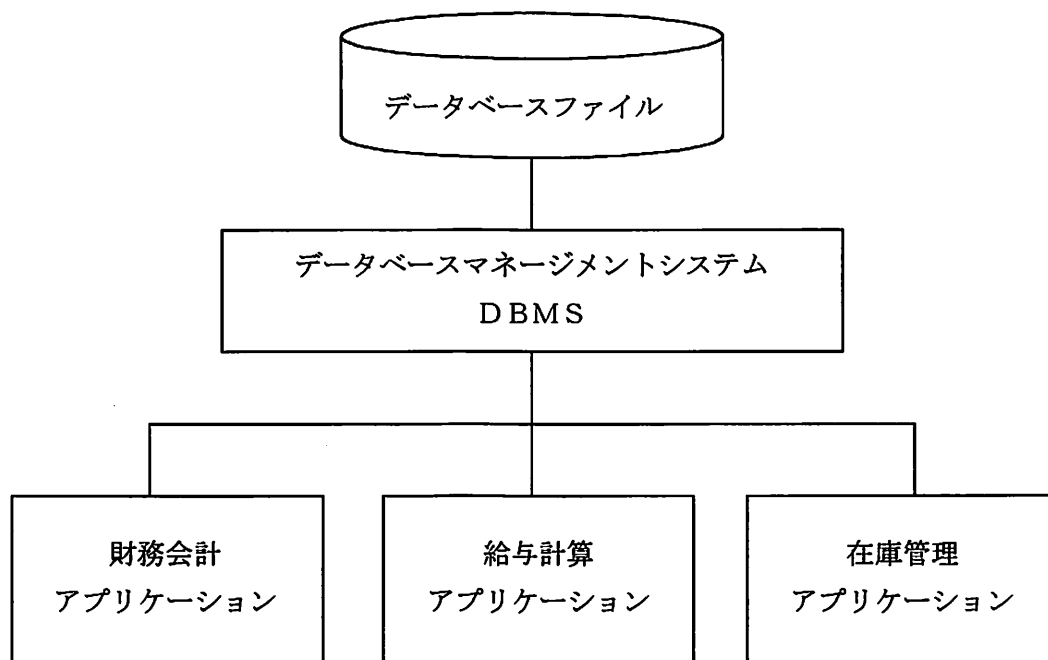 データベースファイル
データベースマネージメントシステム
ＤＢＭＳ
財務会計
アプリケーション
給与計算
アプリケーション
在庫管理
アプリケーション